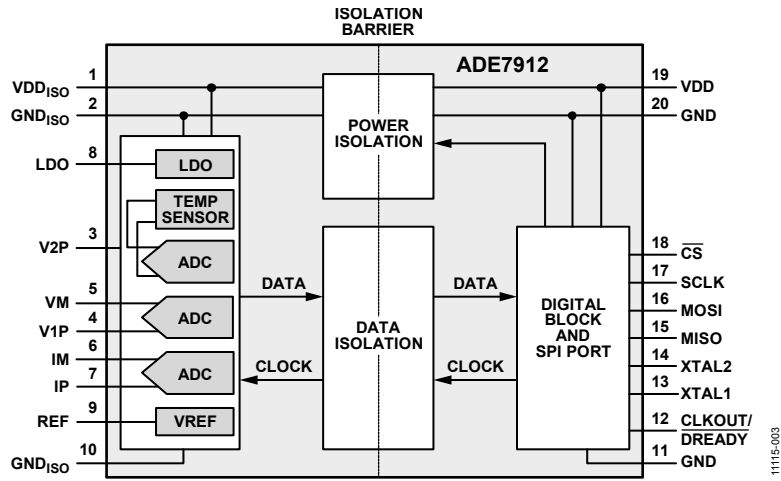 ISOLATION
BARRIER
ADE7912
1
VDDISO
2
GNDISO
8
LDO
3
V2P
5
VM
4
V1P
6
IM
7
IP
9
REF
10
GNDISO
LDO
TEMP
SENSOR
ADC
ADC
ADC
VREF
POWER
ISOLATION
DATA
DATA
ISOLATION
CLOCK
DATA
CLOCK
DIGITAL
BLOCK
AND
SPI PORT
19
VDD
20
GND
18
CS
17
SCLK
16
MOSI
15
MISO
14
XTAL2
13
XTAL1
12
CLKOUT/
DREADY
11
GND
11115-003